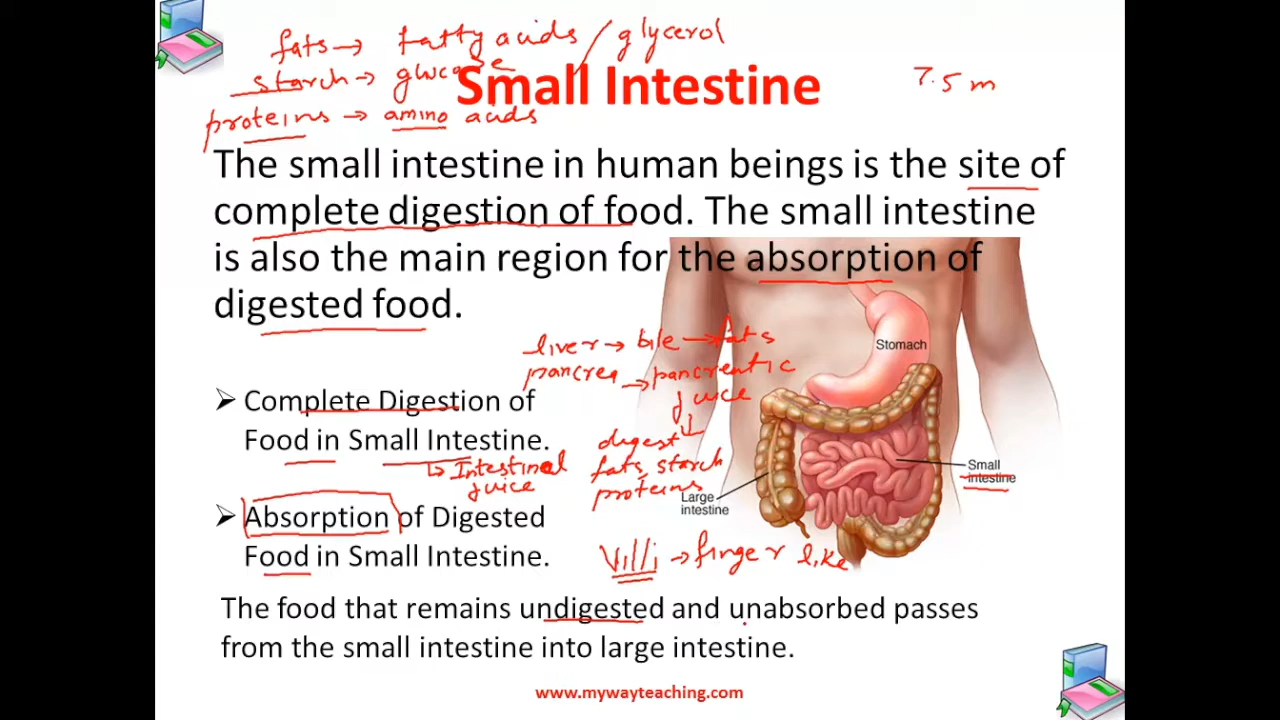 fats → fatty acids / glycerol
starch → glucose
Small Intestine
7.5 m
proteins → amino acids
The small intestine in human beings is the site of
complete digestion of food. The small intestine
is also the main region for the absorption of
digested food.
liver → bile → fats
Stomach
pancrea → pancreatic
juice
➢ Complete Digestion of
Food in Small Intestine.
↳ Intestinal
juice
digest
fats, starch
proteins
Small
intestine
Large
intestine
➢ Absorption of Digested
Food in Small Intestine.
Villi → finger like
The food that remains undigested and unabsorbed passes
from the small intestine into large intestine.
www.mywayteaching.com